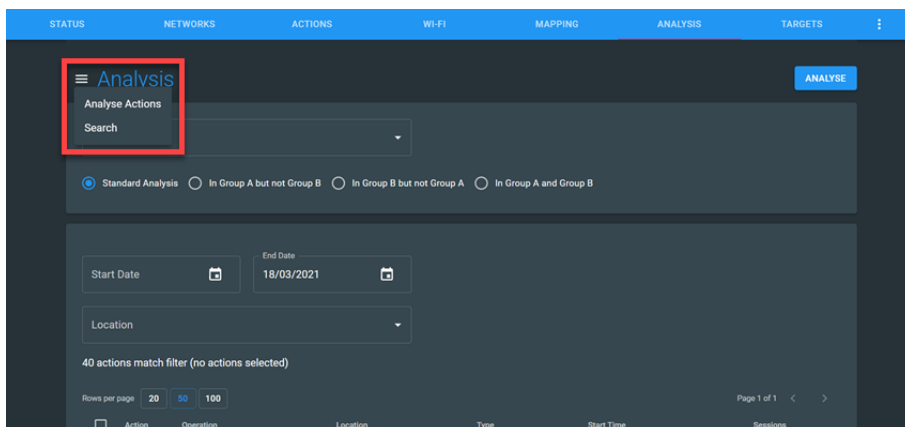 STATUS NETWORKS ACTIONS WI-FI MAPPING ANALYSIS TARGETS
Analysis ANALYSE
Analyse Actions
Search
Standard Analysis In Group A but not Group B In Group B but not Group A In Group A and Group B
End Date
Start Date 18/03/2021
Location
40 actions match filter (no actions selected)
Rows per page 20 50 100 Page 1 of 1
Action Operation Location Type Start Time Sessions